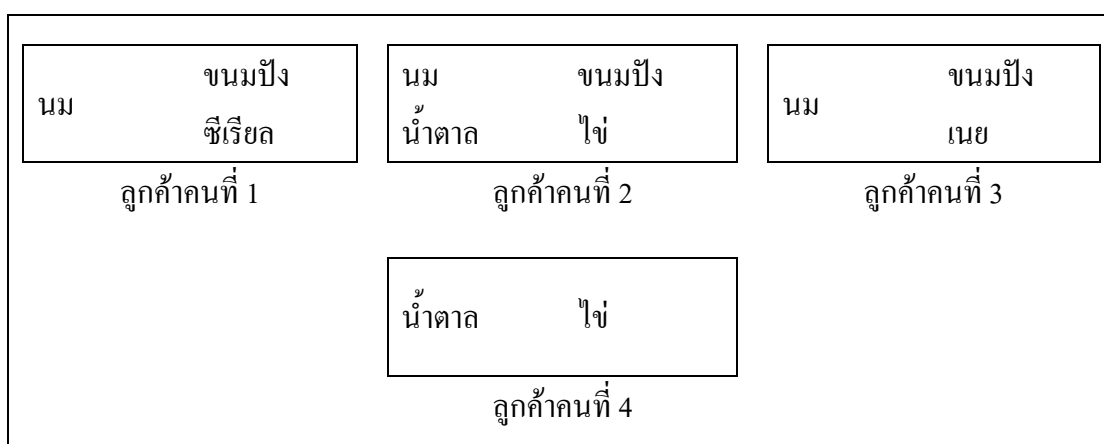 นม ขนมปัง ซีเรียล
ลูกค้าคนที่ 1
นม ขนมปัง
น้ำตาล ไข่
ลูกค้าคนที่ 2
นม ขนมปัง เนย
ลูกค้าคนที่ 3
น้ำตาล ไข่
ลูกค้าคนที่ 4